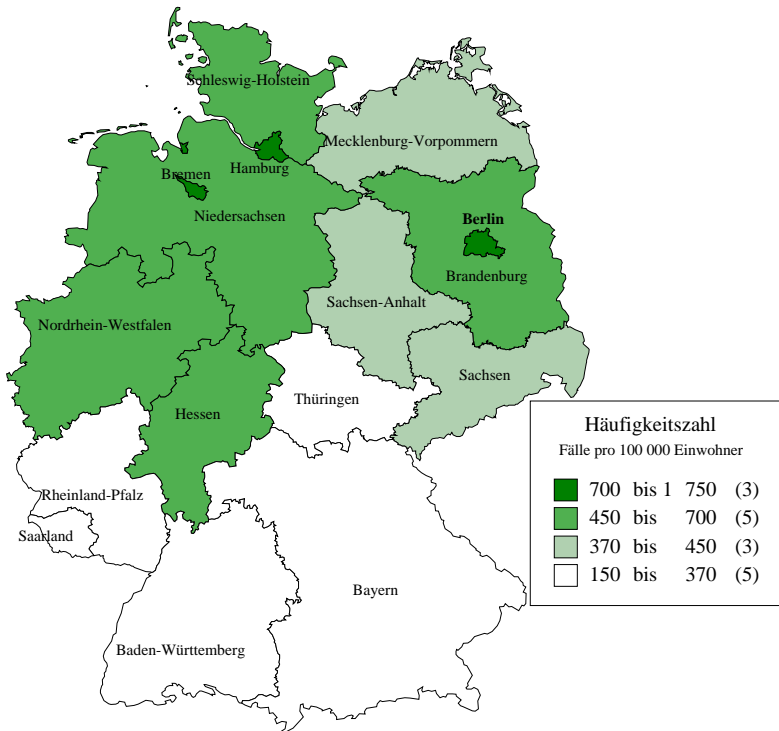 Schleswig-Holstein
Mecklenburg-Vorpommern
Hamburg
Bremen
Niedersachsen
Berlin
Brandenburg
Sachsen-Anhalt
Nordrhein-Westfalen
Sachsen
Thüringen
Hessen
Rheinland-Pfalz
Saarland
Bayern
Baden-Württemberg
Häufigkeitszahl
Fälle pro 100 000 Einwohner
700 bis 1 750 (3)
450 bis 700 (5)
370 bis 450 (3)
150 bis 370 (5)